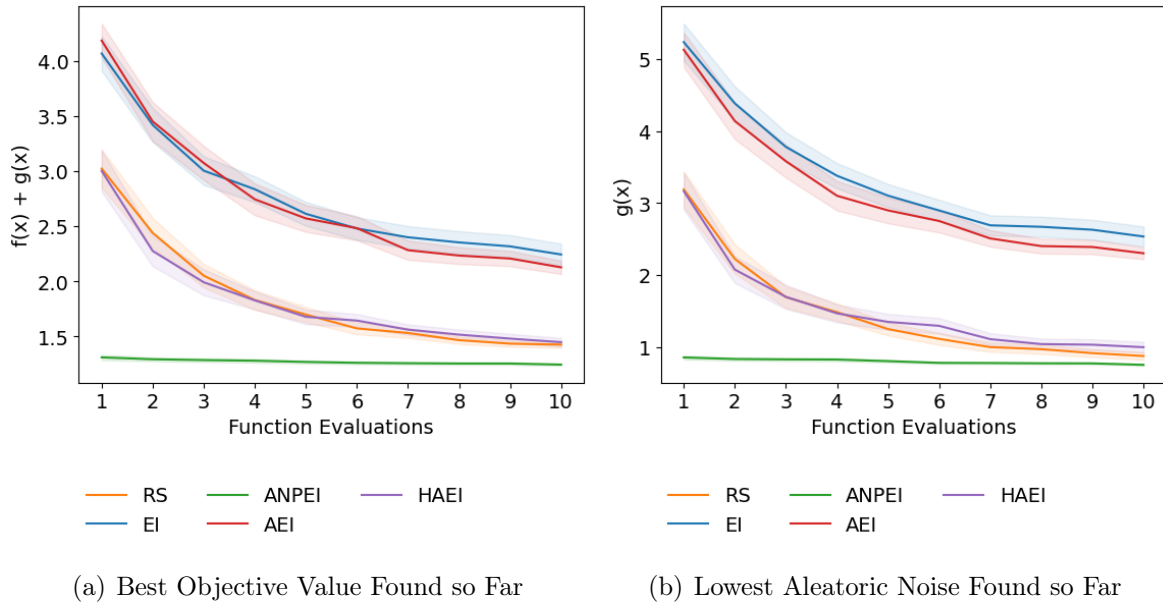 f(x) + g(x)
4.0
3.5
3.0
2.5
2.0
1.5
1 2 3 4 5 6 7 8 9 10
Function Evaluations
RS ANPEI HAEI
EI AEI
(a) Best Objective Value Found so Far
g(x)
5
4
3
2
1
1 2 3 4 5 6 7 8 9 10
Function Evaluations
RS ANPEI HAEI
EI AEI
(b) Lowest Aleatoric Noise Found so Far